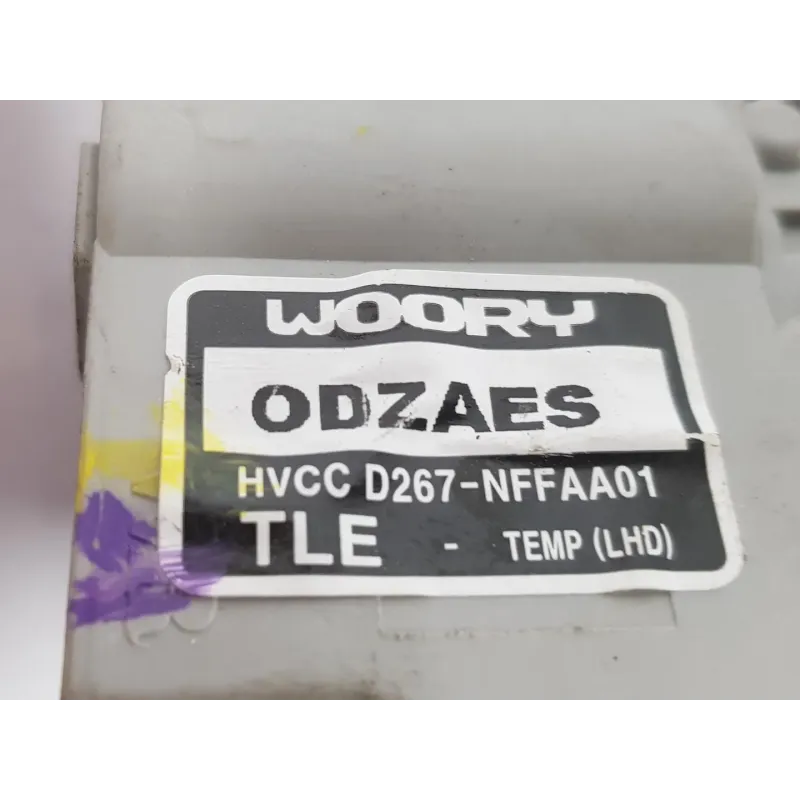 WOORY
ODZAES
HVCC D267-NFFAA01
TLE - TEMP (LHD)